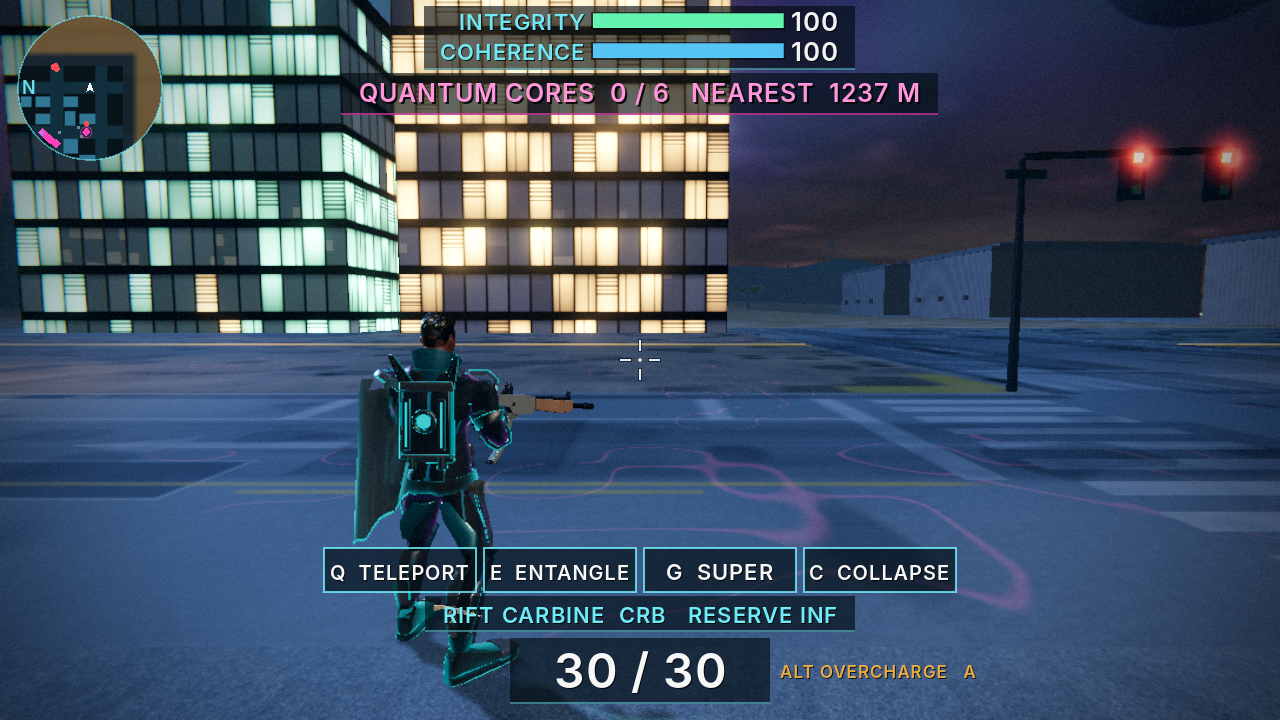 INTEGRITY 100
COHERENCE 100
QUANTUM CORES 0 / 6 NEAREST 1237 M
N
Q TELEPORT E ENTANGLE G SUPER C COLLAPSE
RIFT CARBINE CRB RESERVE INF
30 / 30
ALT OVERCHARGE A